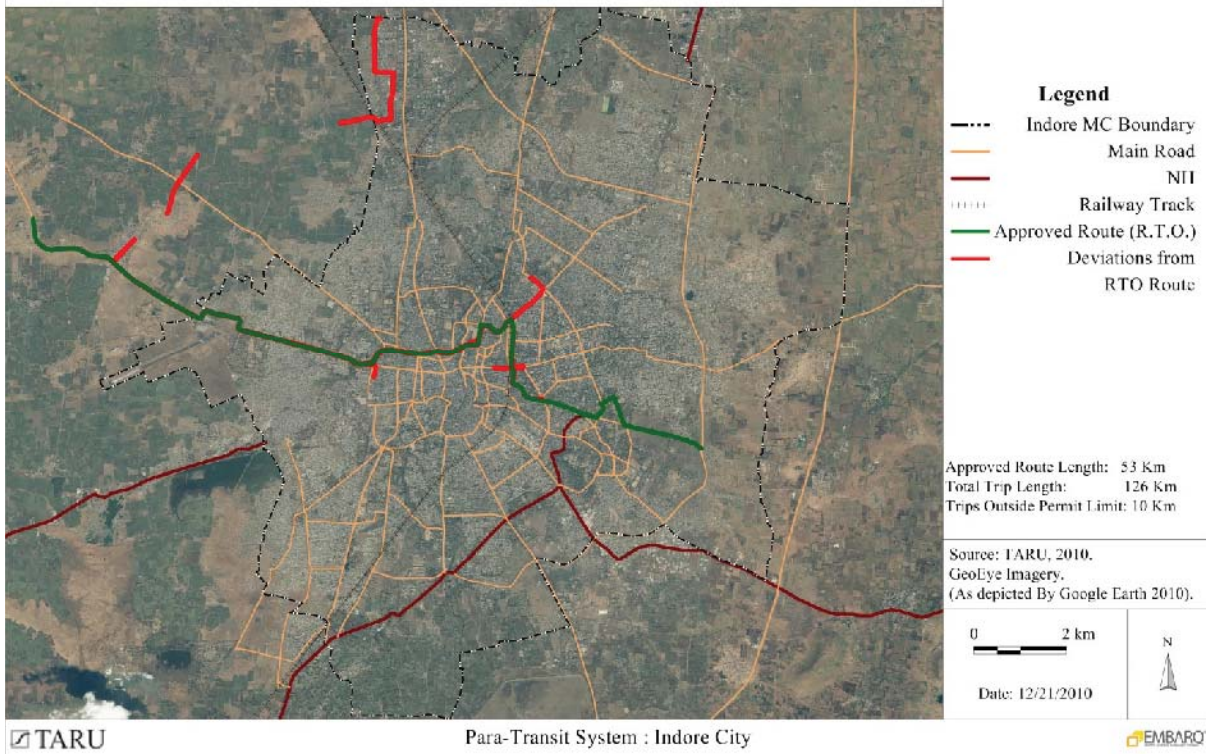 Legend
Indore MC Boundary
Main Road
NH
Railway Track
Approved Route (R.T.O.)
Deviations from
RTO Route
Approved Route Length: 53 Km
Total Trip Length: 126 Km
Trips Outside Permit Limit: 10 Km
Source: TARU, 2010.
GeoEye Imagery.
(As depicted By Google Earth 2010).
0 2 km
N
Date: 12/21/2010
TARU
Para-Transit System : Indore City
EMBARQ